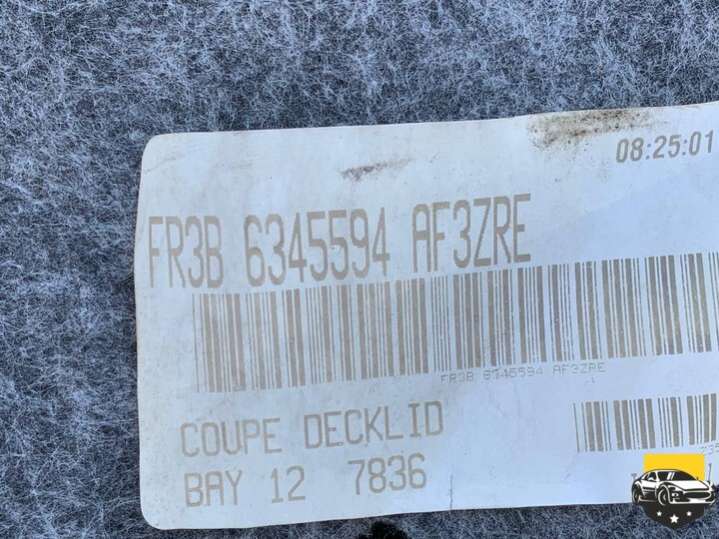 08:25:01
FR3B 6345594 AF3ZRE
FR3B 6345594 AF3ZRE
COUPE DECKLID
BAY 12 7836